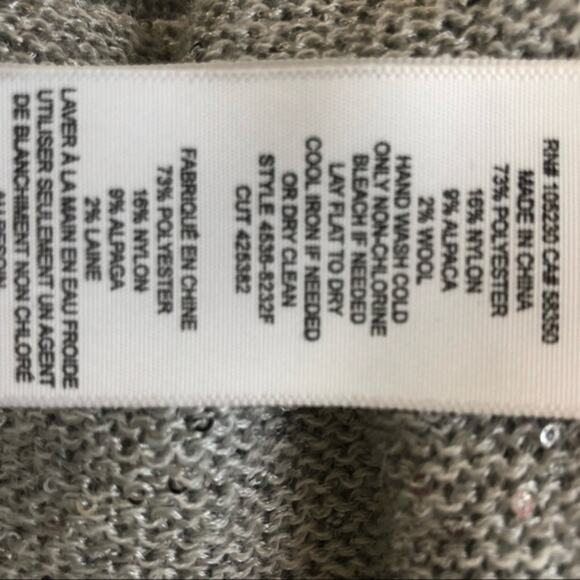 RN# 105230 CA# 58350
MADE IN CHINA
73% POLYESTER
16% NYLON
9% ALPACA
2% WOOL
HAND WASH COLD
ONLY NON-CHLORINE
BLEACH IF NEEDED
LAY FLAT TO DRY
COOL IRON IF NEEDED
OR DRY CLEAN
STYLE 4536-8232F
CUT 425382
FABRIQUÉ EN CHINE
73% POLYESTER
16% NYLON
9% ALPAGA
2% LAINE
LAVER À LA MAIN EN EAU FROIDE
UTILISER SEULEMENT UN AGENT
DE BLANCHIMENT NON CHLORÉ